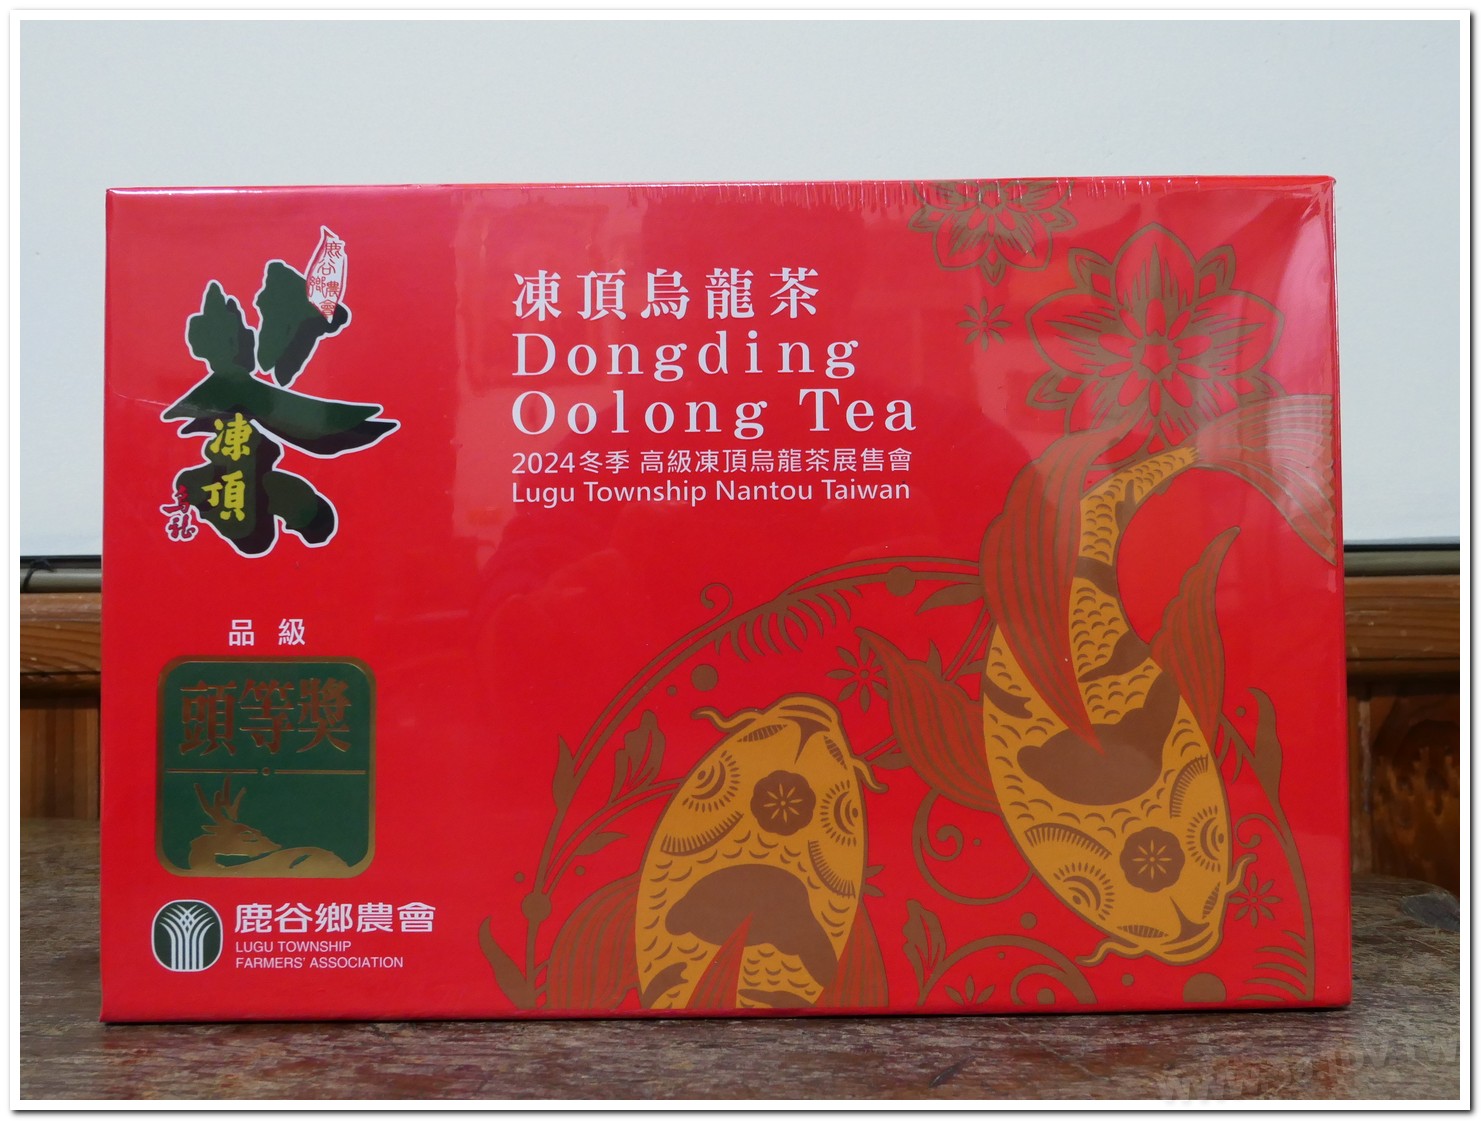 鹿谷鄉農會
茶
凍頂
凍頂烏龍茶
Dongding
Oolong Tea
2024冬季 高級凍頂烏龍茶展售會
Lugu Township Nantou Taiwan
品級
頭等獎
鹿谷鄉農會
LUGU TOWNSHIP
FARMERS' ASSOCIATION